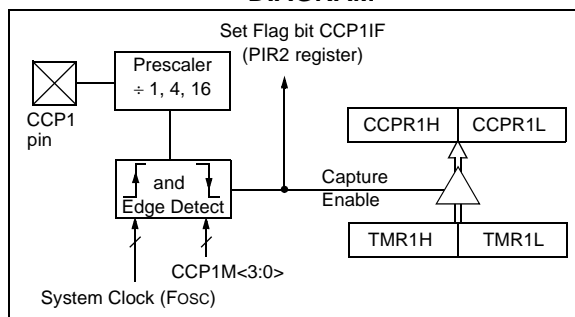 DIAGRAM
Set Flag bit CCP1IF
(PIR2 register)
Prescaler
÷ 1, 4, 16
CCP1
pin
CCPR1H
CCPR1L
and
Edge Detect
Capture
Enable
TMR1H
TMR1L
CCP1M<3:0>
System Clock (FOSC)